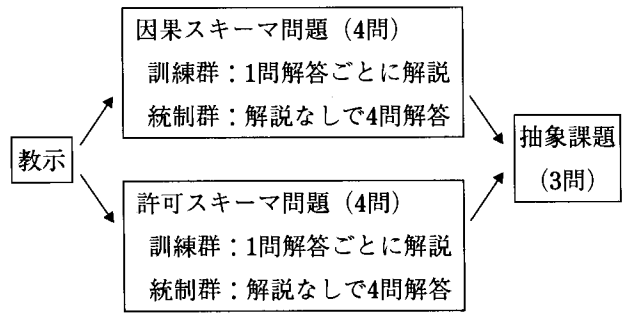 因果スキーマ問題（4問）
訓練群：1問解答ごとに解説
統制群：解説なしで4問解答
教示
許可スキーマ問題（4問）
訓練群：1問解答ごとに解説
統制群：解説なしで4問解答
抽象課題
（3問）